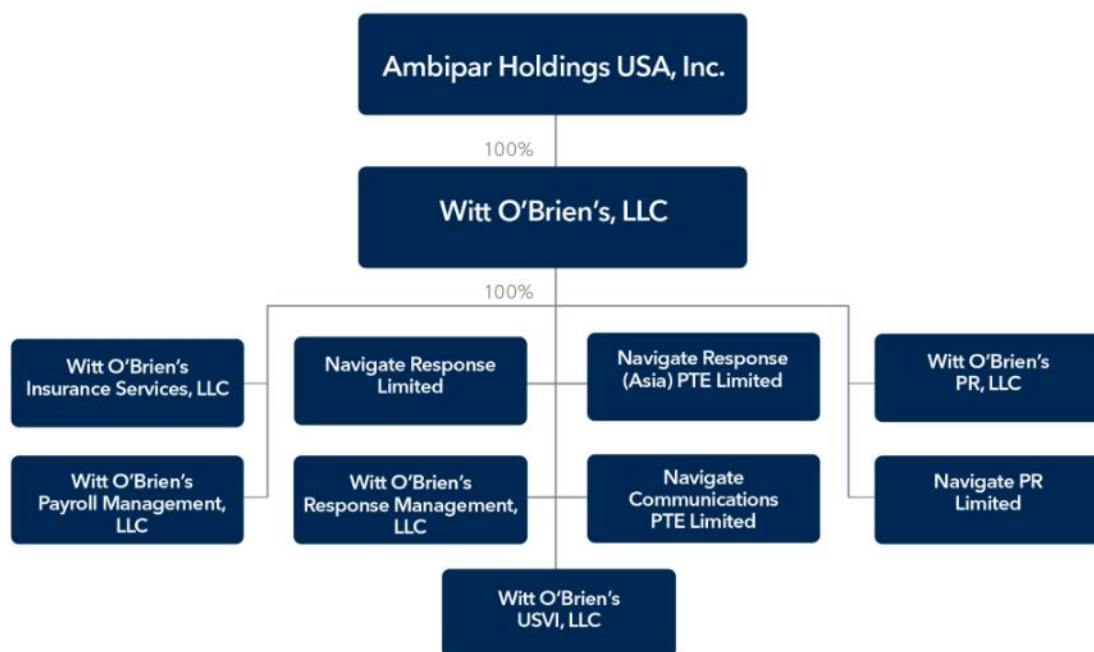 Ambipar Holdings USA, Inc.
100%
Witt O’Brien’s, LLC
100%
Witt O’Brien’s
Insurance Services, LLC
Navigate Response
Limited
Navigate Response
(Asia) PTE Limited
Witt O’Brien’s
PR, LLC
Witt O’Brien’s
Payroll Management,
LLC
Witt O’Brien’s
Response Management,
LLC
Navigate
Communications
PTE Limited
Navigate PR
Limited
Witt O’Brien’s
USVI, LLC